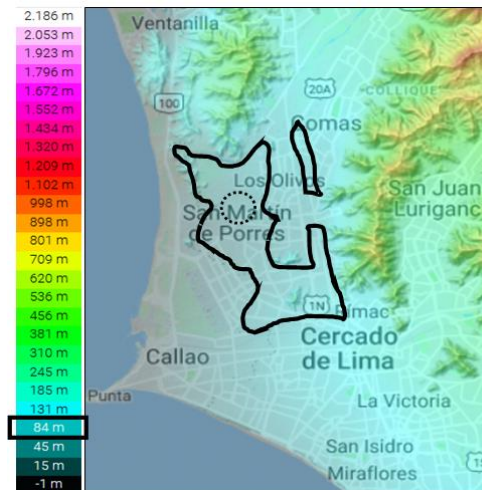 2.186 m
2.053 m
1.923 m
1.796 m
1.672 m
1.552 m
1.434 m
1.320 m
1.209 m
1.102 m
998 m
898 m
801 m
709 m
620 m
536 m
456 m
381 m
310 m
245 m
185 m
131 m
84 m
45 m
15 m
-1 m
Ventanilla
20A
COLLIQUE
100
Comas
Los Olivos
San Juan
Luriganc
San Martín
de Porres
1N
Rímac
Cercado
de Lima
Callao
Punta
La Victoria
San Isidro
Miraflores